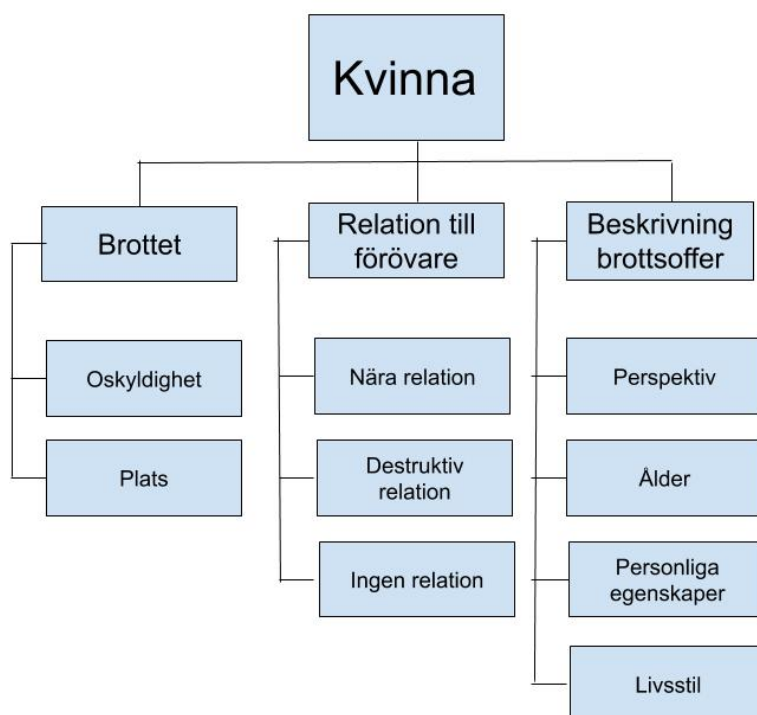 Kvinna
Brottet
Oskyldighet
Plats
Relation till
förövare
Nära relation
Destruktiv
relation
Ingen relation
Beskrivning
brottsoffer
Perspektiv
Ålder
Personliga
egenskaper
Livsstil